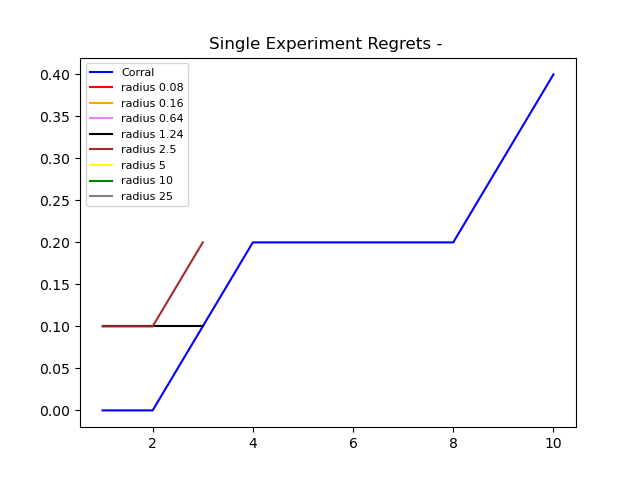 Single Experiment Regrets -
Corral
radius 0.08
radius 0.16
radius 0.64
radius 1.24
radius 2.5
radius 5
radius 10
radius 25
0.40
0.35
0.30
0.25
0.20
0.15
0.10
0.05
0.00
2 4 6 8 10